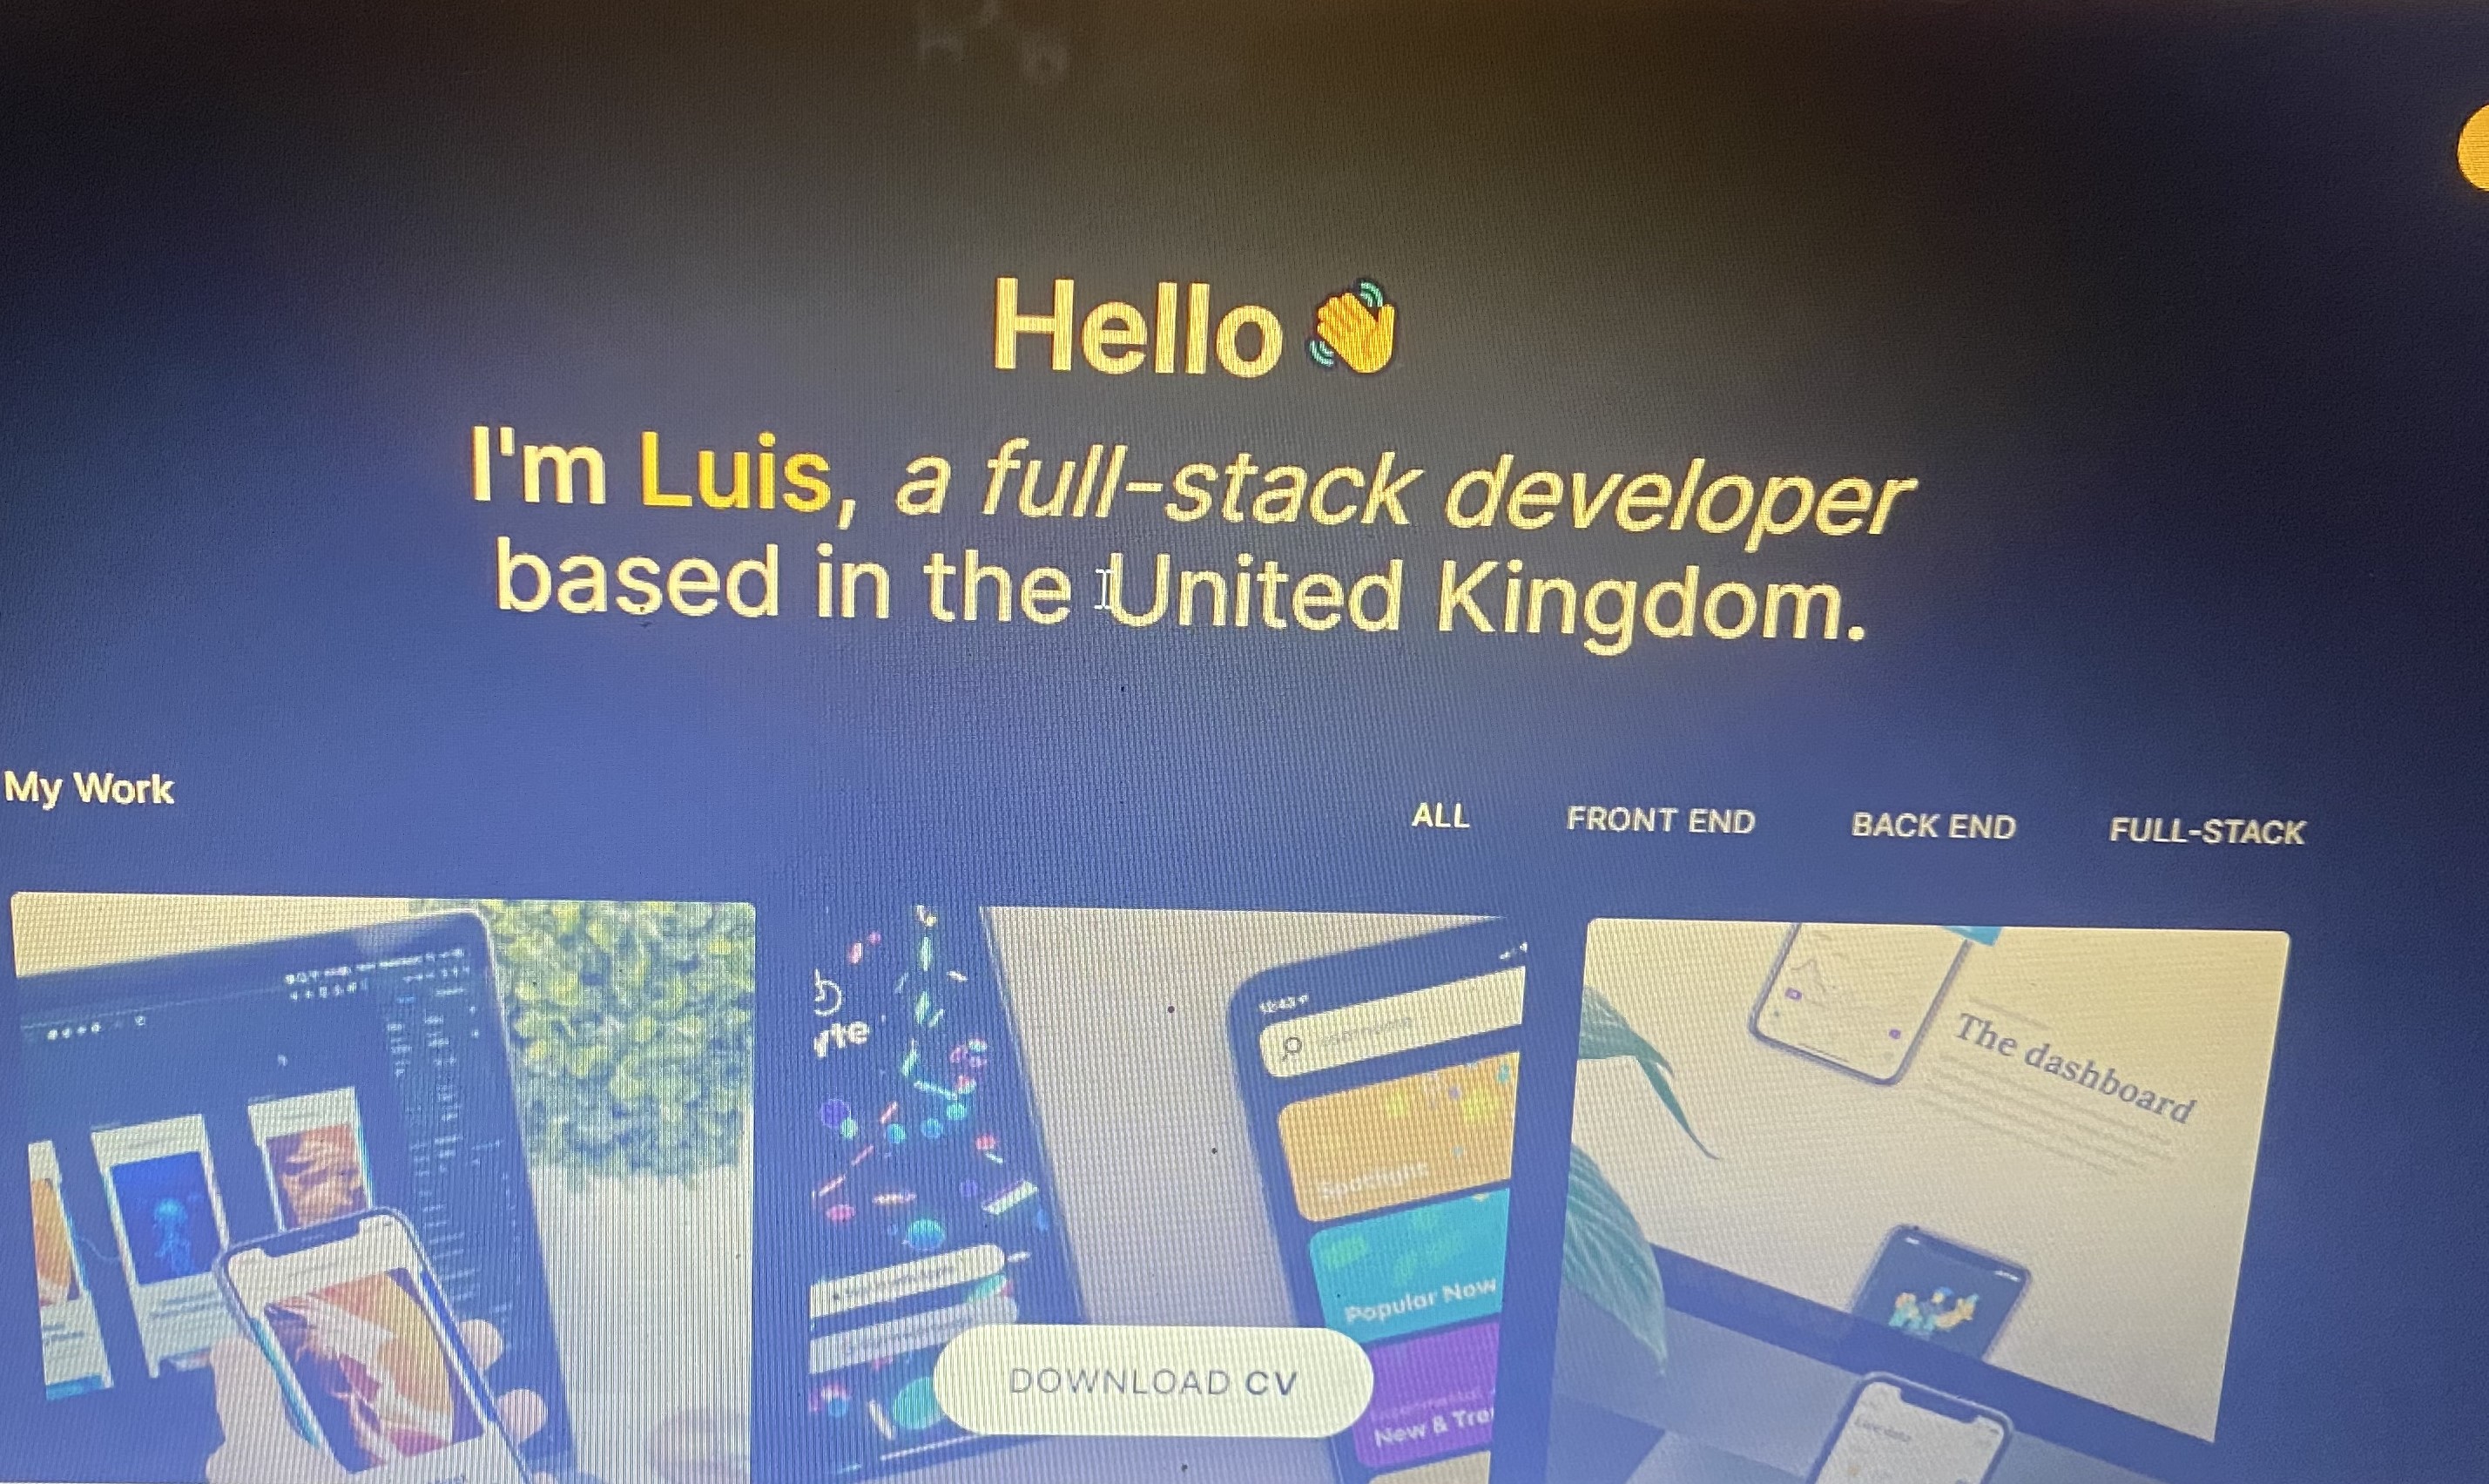 Hello 👋
I'm Luis, a full-stack developer
based in the United Kingdom.
My Work
ALL FRONT END BACK END FULL-STACK
The dashboard
Spotlight
Popular Now
New & Tre
DOWNLOAD CV